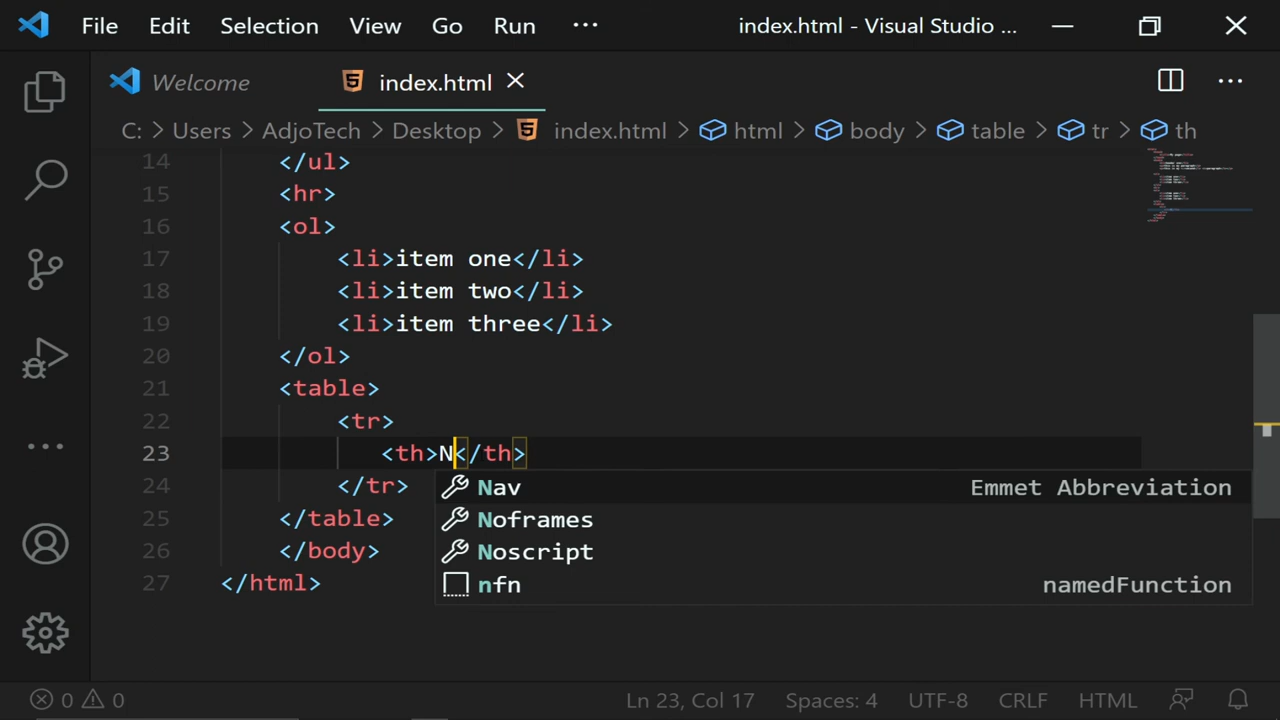 File Edit Selection View Go Run ··· index.html - Visual Studio ...
Welcome index.html
C: > Users > AdjoTech > Desktop > index.html > html > body > table > tr > th
14 </ul>
15 <hr>
16 <ol>
17 <li>item one</li>
18 <li>item two</li>
19 <li>item three</li>
20 </ol>
21 <table>
22 <tr>
23 <th>N</th>
24 </tr>
25 </table>
26 </body>
27 </html>
Nav Emmet Abbreviation
Noframes
Noscript
nfn namedFunction
0 0 Ln 23, Col 17 Spaces: 4 UTF-8 CRLF HTML